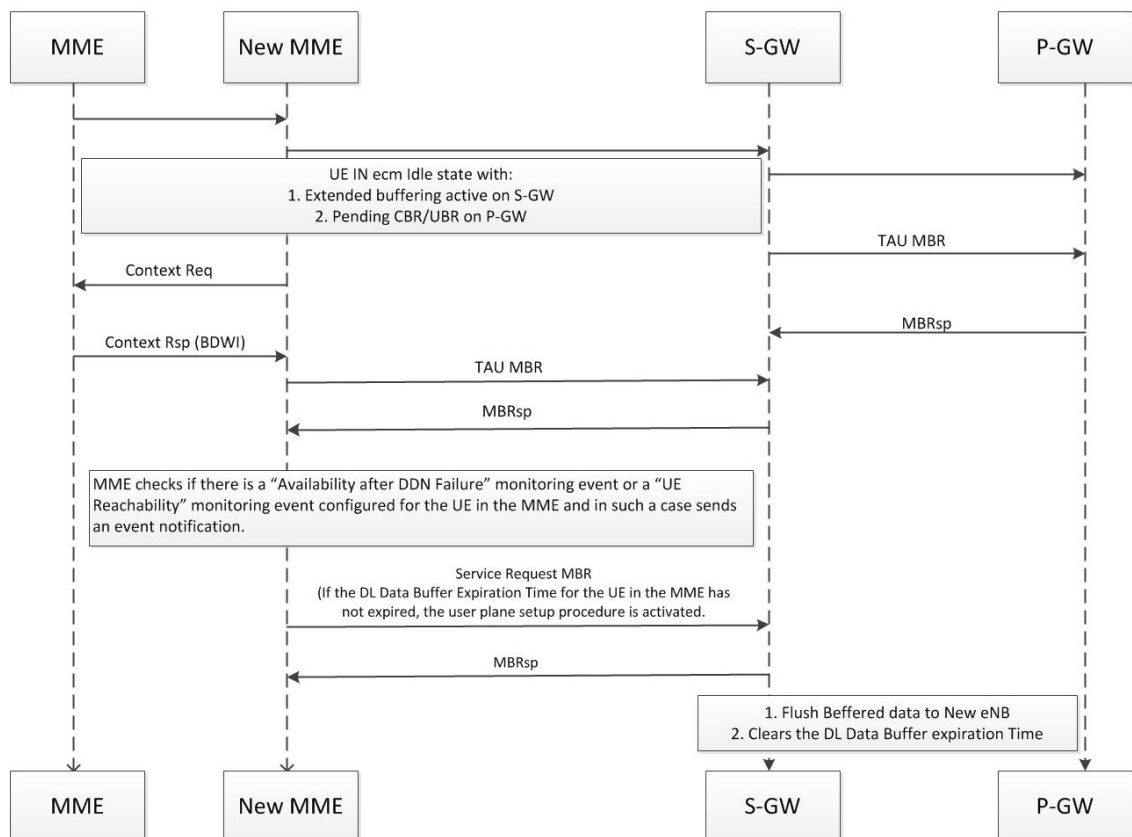 MME
New MME
S-GW
P-GW
UE IN ecm Idle state with:
1. Extended buffering active on S-GW
2. Pending CBR/UBR on P-GW
TAU MBR
Context Req
MBRsp
Context Rsp (BDWI)
TAU MBR
MBRsp
MME checks if there is a “Availability after DDN Failure” monitoring event or a “UE
Reachability” monitoring event configured for the UE in the MME and in such a case sends
an event notification.
Service Request MBR
(If the DL Data Buffer Expiration Time for the UE in the MME has
not expired, the user plane setup procedure is activated.
MBRsp
1. Flush Beffered data to New eNB
2. Clears the DL Data Buffer expiration Time
MME
New MME
S-GW
P-GW